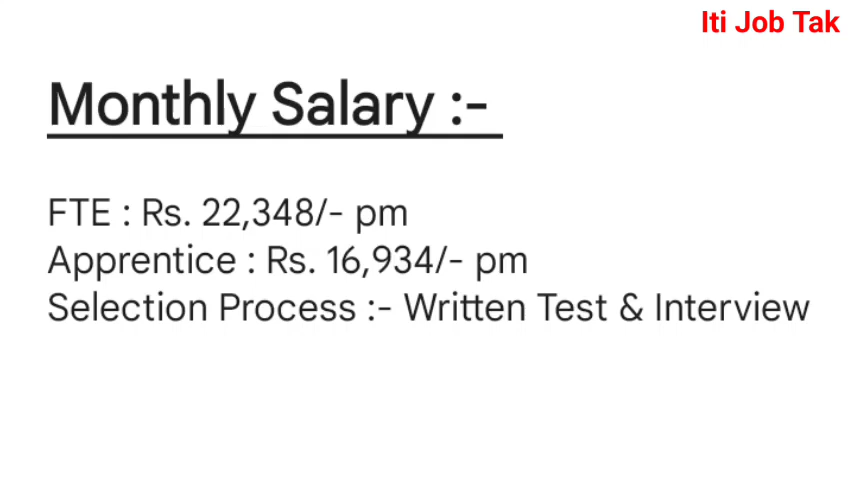 Iti Job Tak
Monthly Salary :-
FTE : Rs. 22,348/- pm
Apprentice : Rs. 16,934/- pm
Selection Process :- Written Test & Interview